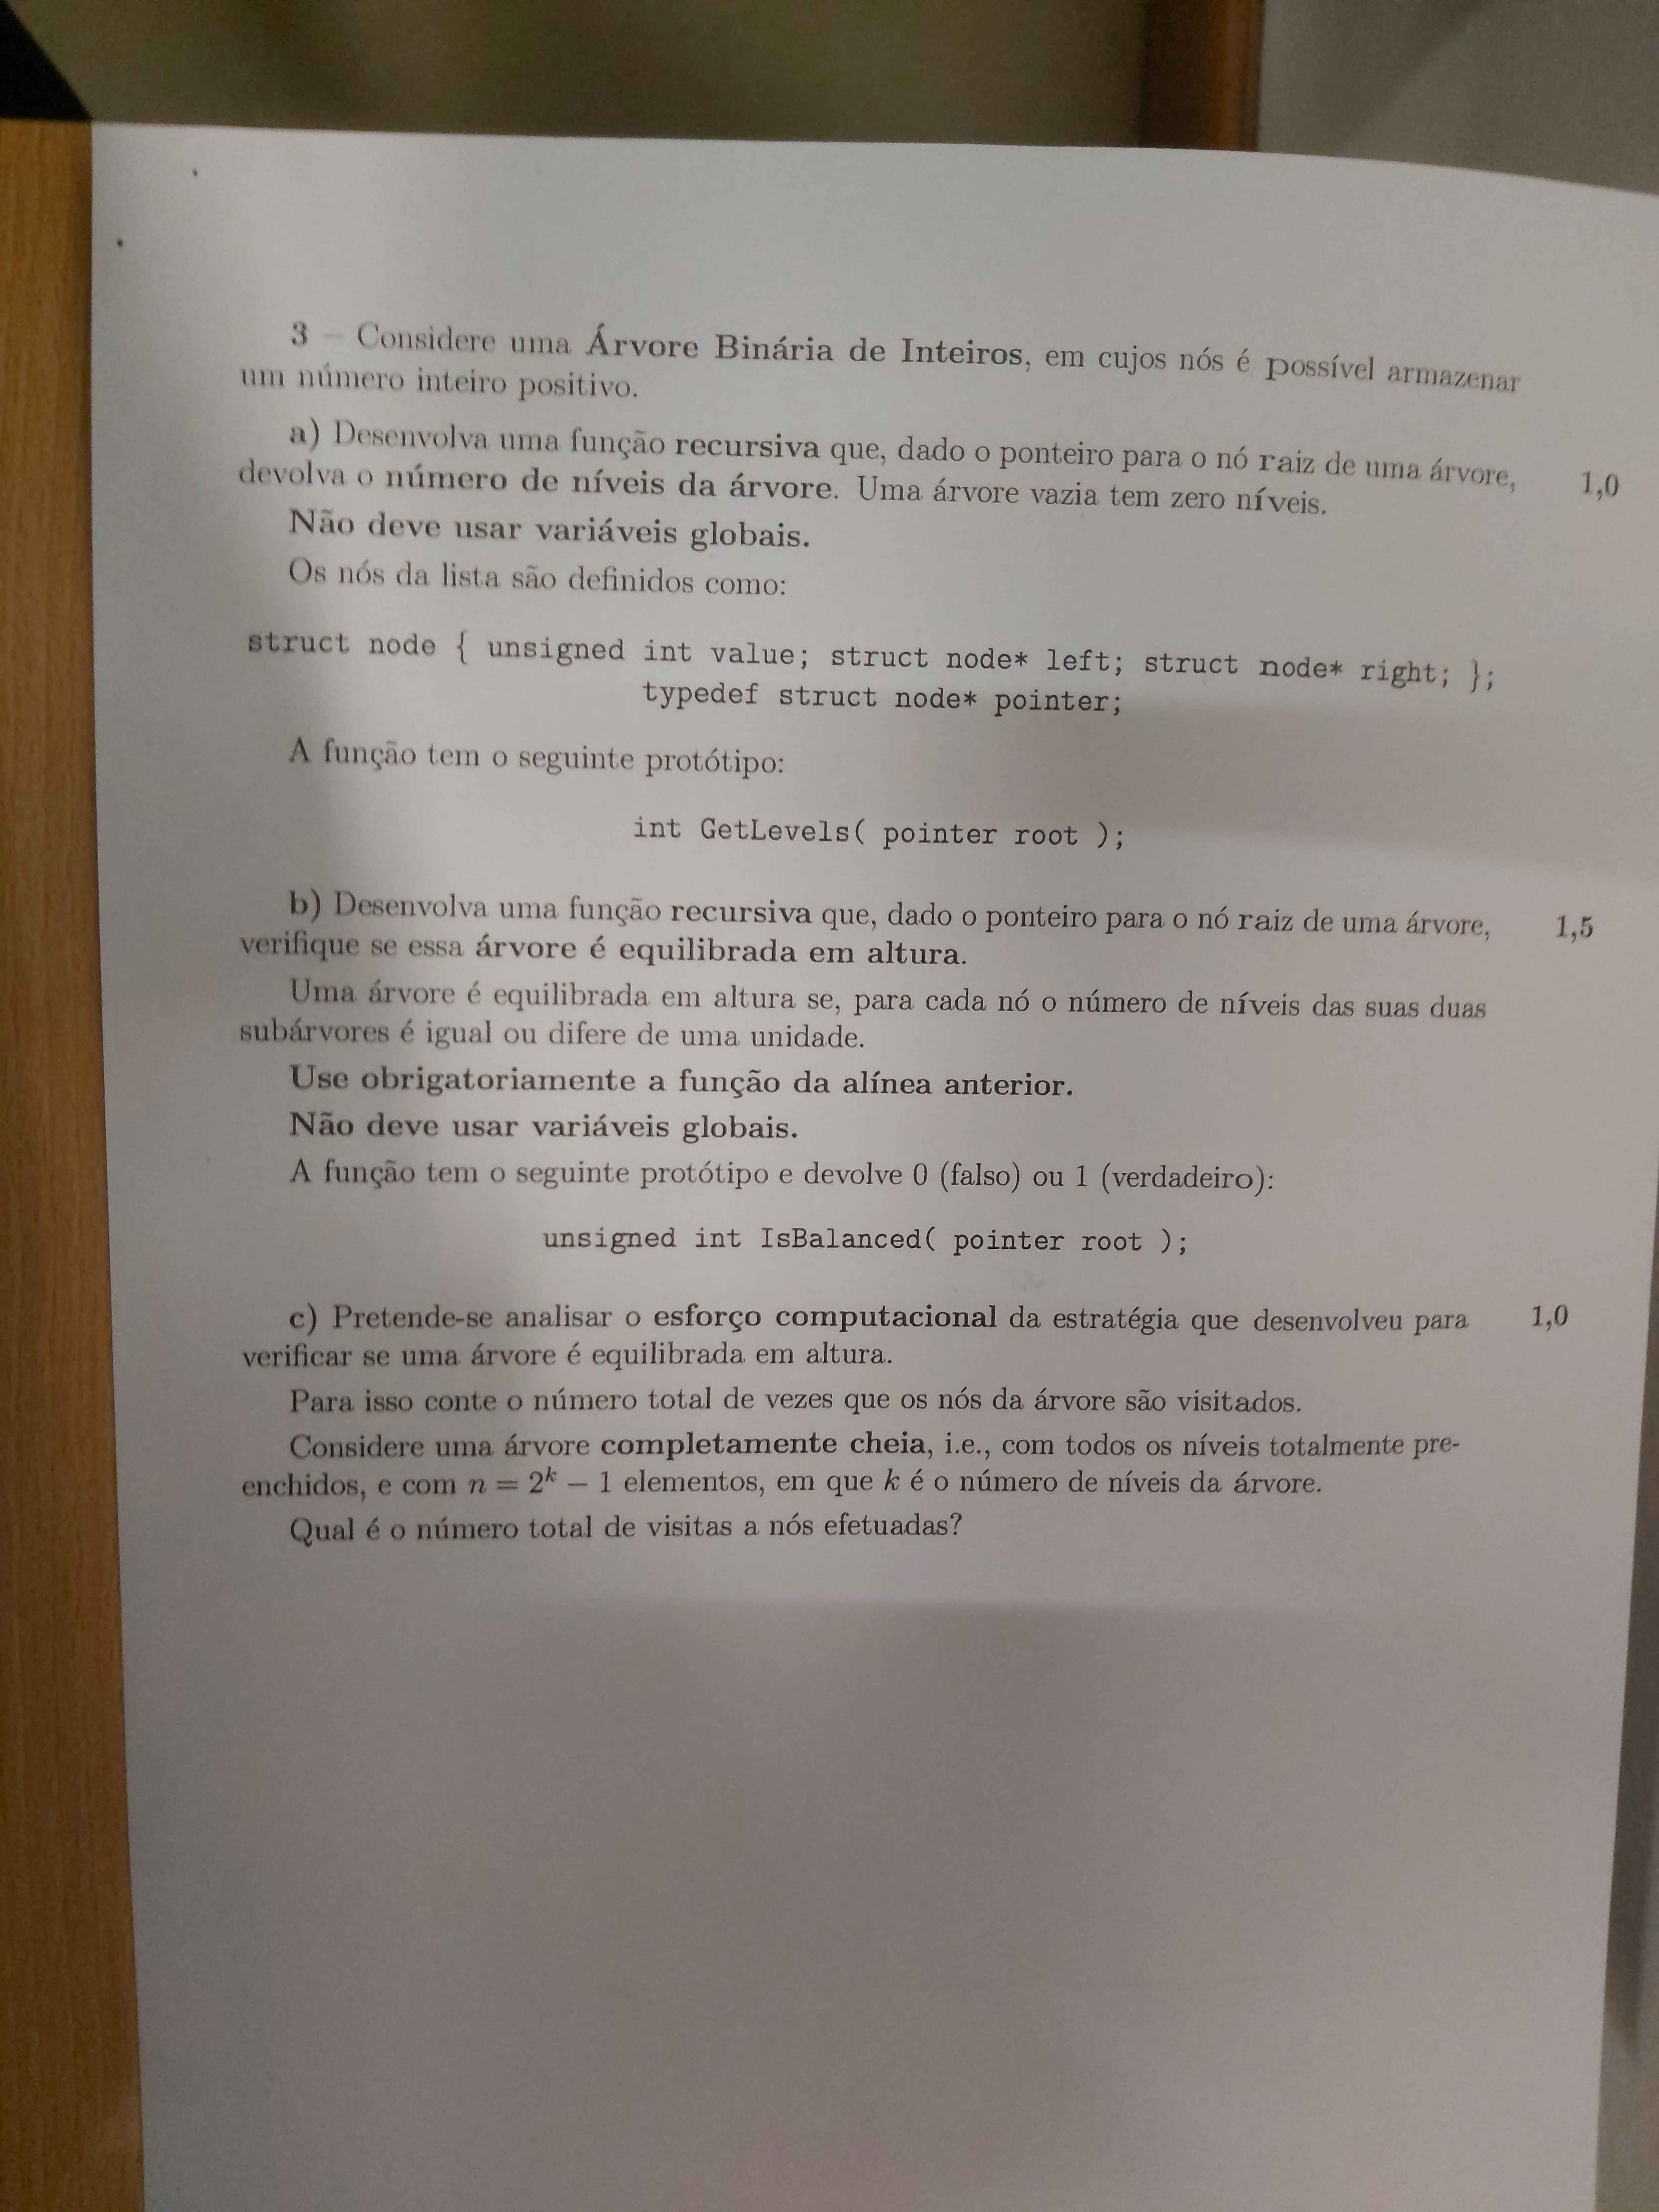 3 – Considere uma Árvore Binária de Inteiros, em cujos nós é possível armazenar
um número inteiro positivo.
a) Desenvolva uma função recursiva que, dado o ponteiro para o nó raiz de uma árvore, 1,0
devolva o número de níveis da árvore. Uma árvore vazia tem zero níveis.
Não deve usar variáveis globais.
Os nós da lista são definidos como:
struct node { unsigned int value; struct node* left; struct node* right; };
typedef struct node* pointer;
A função tem o seguinte protótipo:
int GetLevels( pointer root );
b) Desenvolva uma função recursiva que, dado o ponteiro para o nó raiz de uma árvore, 1,5
verifique se essa árvore é equilibrada em altura.
Uma árvore é equilibrada em altura se, para cada nó o número de níveis das suas duas
subárvores é igual ou difere de uma unidade.
Use obrigatoriamente a função da alínea anterior.
Não deve usar variáveis globais.
A função tem o seguinte protótipo e devolve 0 (falso) ou 1 (verdadeiro):
unsigned int IsBalanced( pointer root );
c) Pretende-se analisar o esforço computacional da estratégia que desenvolveu para 1,0
verificar se uma árvore é equilibrada em altura.
Para isso conte o número total de vezes que os nós da árvore são visitados.
Considere uma árvore completamente cheia, i.e., com todos os níveis totalmente pre-
enchidos, e com n = 2^k − 1 elementos, em que k é o número de níveis da árvore.
Qual é o número total de visitas a nós efetuadas?